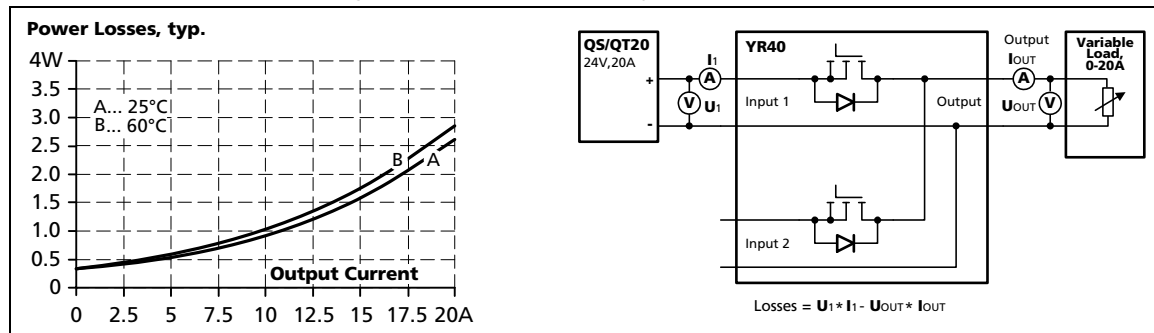 Power Losses, typ.
4W
3.5
3.0
2.5
2.0
1.5
1.0
0.5
0
A... 25°C
B... 60°C
B
A
Output Current
0 2.5 5 7.5 10 12.5 15 17.5 20A
QS/QT20
24V,20A
+
-
I1
A
V
U1
YR40
Input 1
Output
Input 2
Output
IOUT
A
UOUT
V
Variable
Load,
0-20A
Losses = U1* I1- UOUT* IOUT